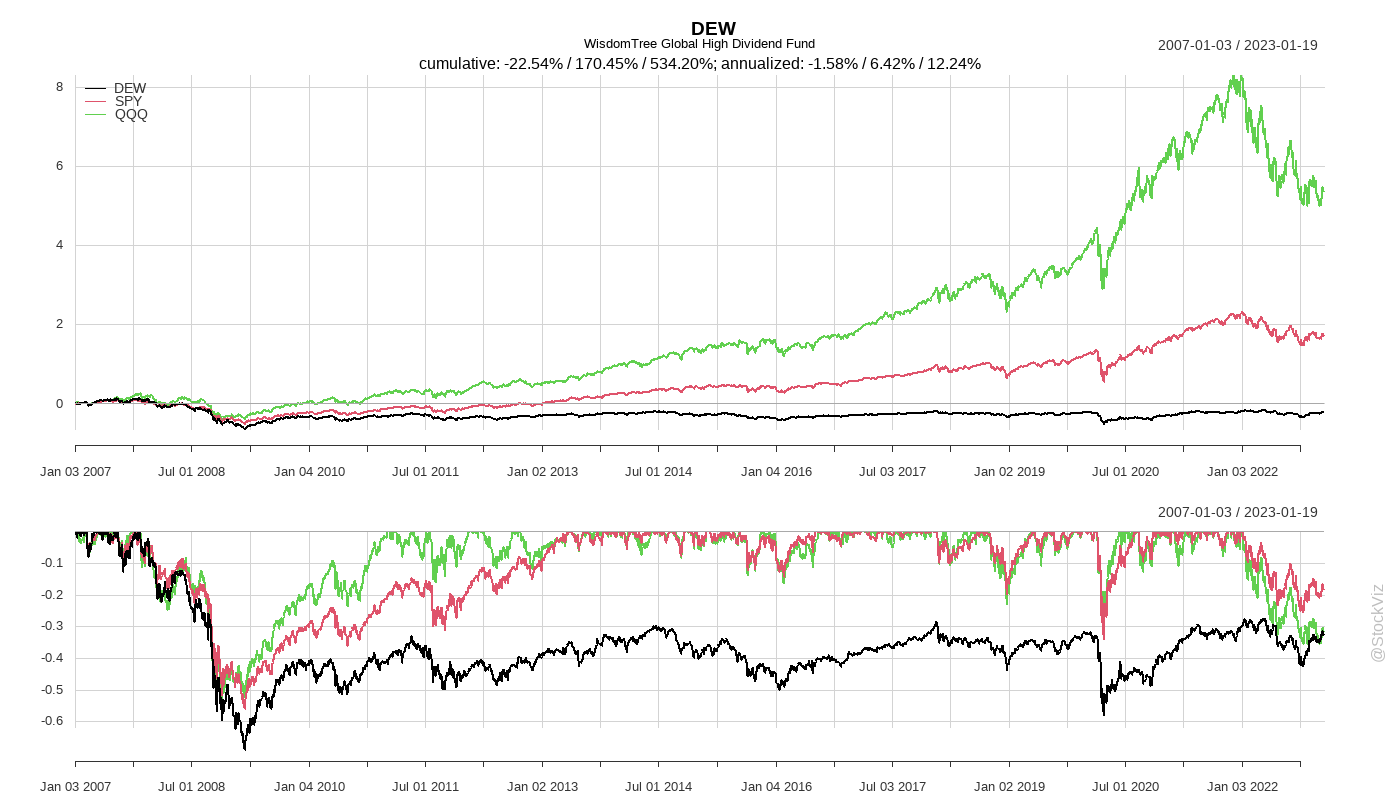 DEW
WisdomTree Global High Dividend Fund
2007-01-03 / 2023-01-19
cumulative: -22.54% / 170.45% / 534.20%; annualized: -1.58% / 6.42% / 12.24%
DEW
SPY
QQQ
8
6
4
2
0
Jan 03 2007 Jul 01 2008 Jan 04 2010 Jul 01 2011 Jan 02 2013 Jul 01 2014 Jan 04 2016 Jul 03 2017 Jan 02 2019 Jul 01 2020 Jan 03 2022
2007-01-03 / 2023-01-19
-0.1
-0.2
-0.3
-0.4
-0.5
-0.6
Jan 03 2007 Jul 01 2008 Jan 04 2010 Jul 01 2011 Jan 02 2013 Jul 01 2014 Jan 04 2016 Jul 03 2017 Jan 02 2019 Jul 01 2020 Jan 03 2022
@StockViz